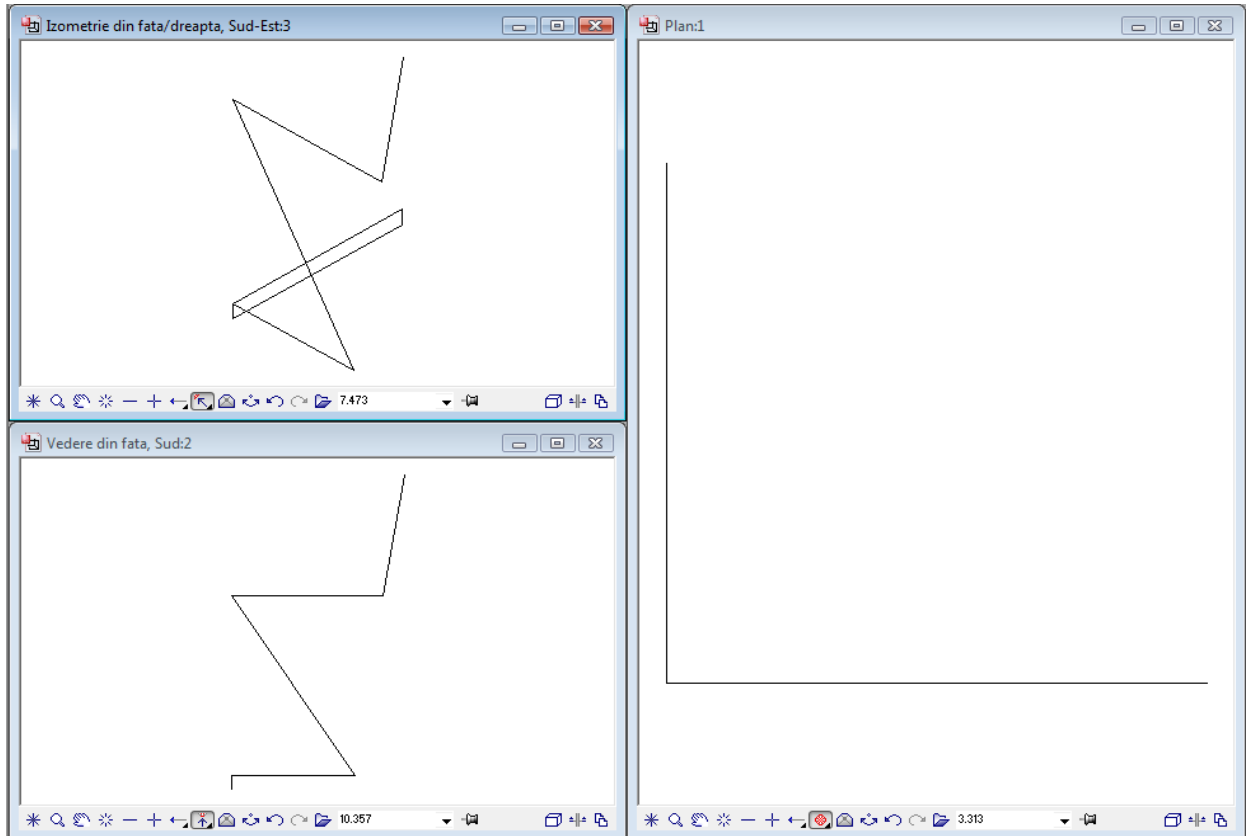 Izometrie din fata/dreapta, Sud-Est:3
7.473
Vedere din fata, Sud:2
10.357
Plan:1
3.313